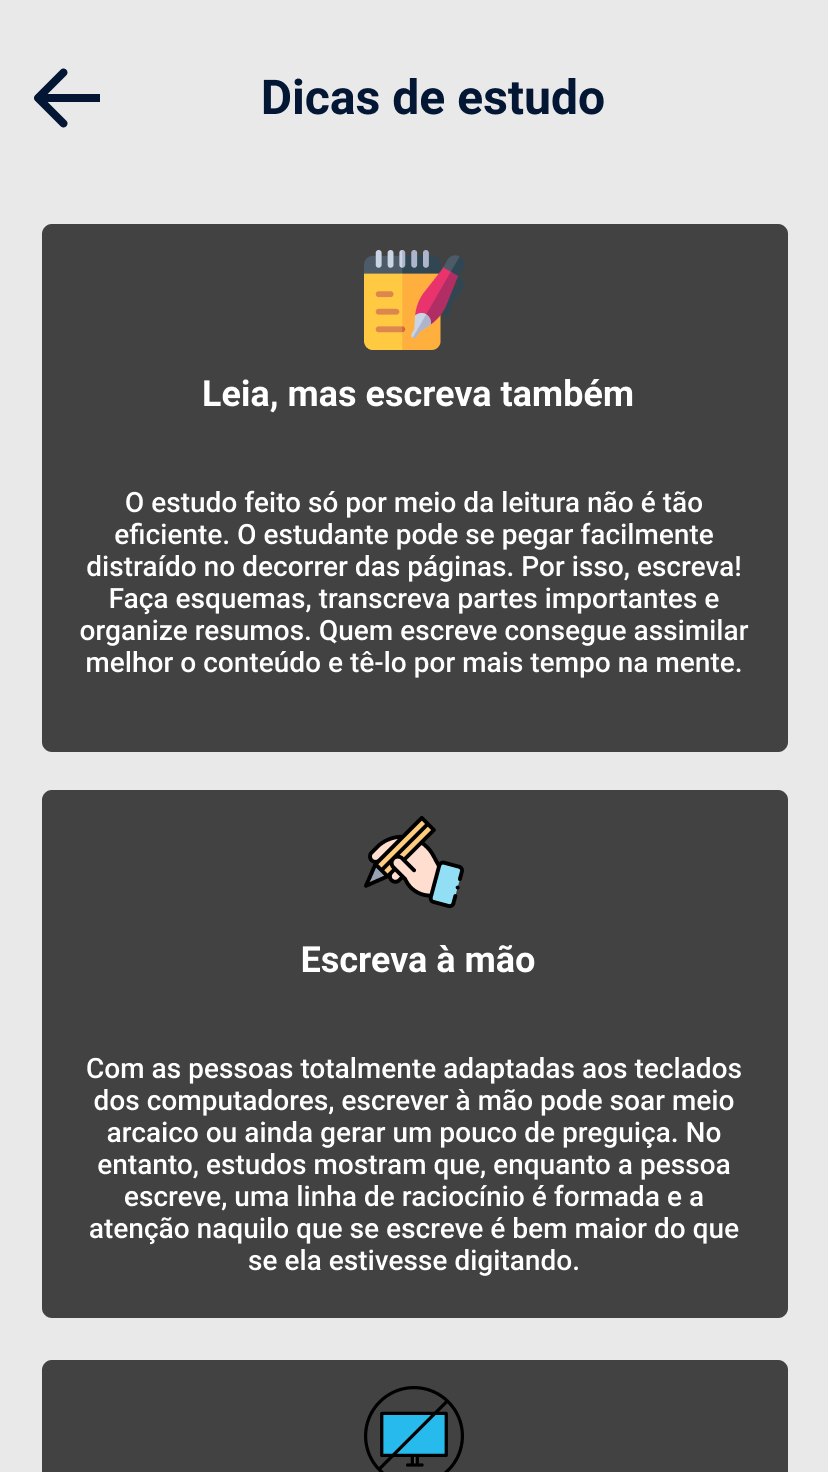 Dicas de estudo
Leia, mas escreva também
O estudo feito só por meio da leitura não é tão
eficiente. O estudante pode se pegar facilmente
distraído no decorrer das páginas. Por isso, escreva!
Faça esquemas, transcreva partes importantes e
organize resumos. Quem escreve consegue assimilar
melhor o conteúdo e tê-lo por mais tempo na mente.
Escreva à mão
Com as pessoas totalmente adaptadas aos teclados
dos computadores, escrever à mão pode soar meio
arcaico ou ainda gerar um pouco de preguiça. No
entanto, estudos mostram que, enquanto a pessoa
escreve, uma linha de raciocínio é formada e a
atenção naquilo que se escreve é bem maior do que
se ela estivesse digitando.